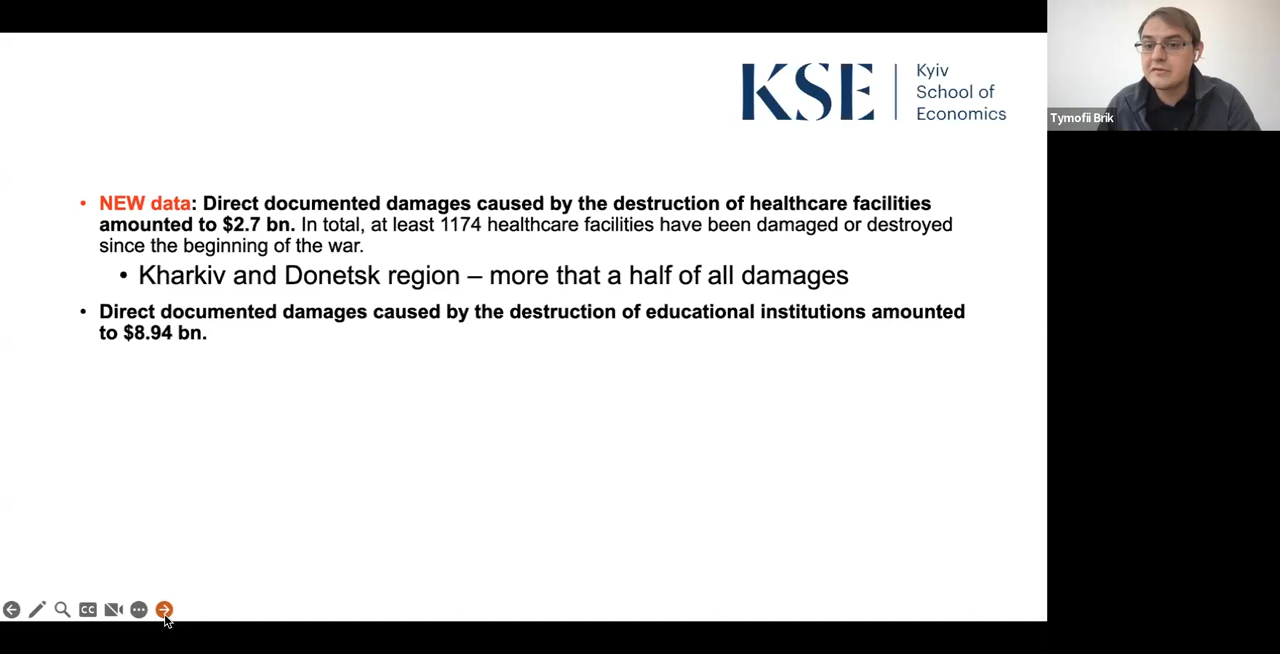 KSE
Kyiv
School of
Economics
Tymofii Brik
• NEW data: Direct documented damages caused by the destruction of healthcare facilities
amounted to $2.7 bn. In total, at least 1174 healthcare facilities have been damaged or destroyed
since the beginning of the war.
• Kharkiv and Donetsk region – more that a half of all damages
• Direct documented damages caused by the destruction of educational institutions amounted
to $8.94 bn.
CC